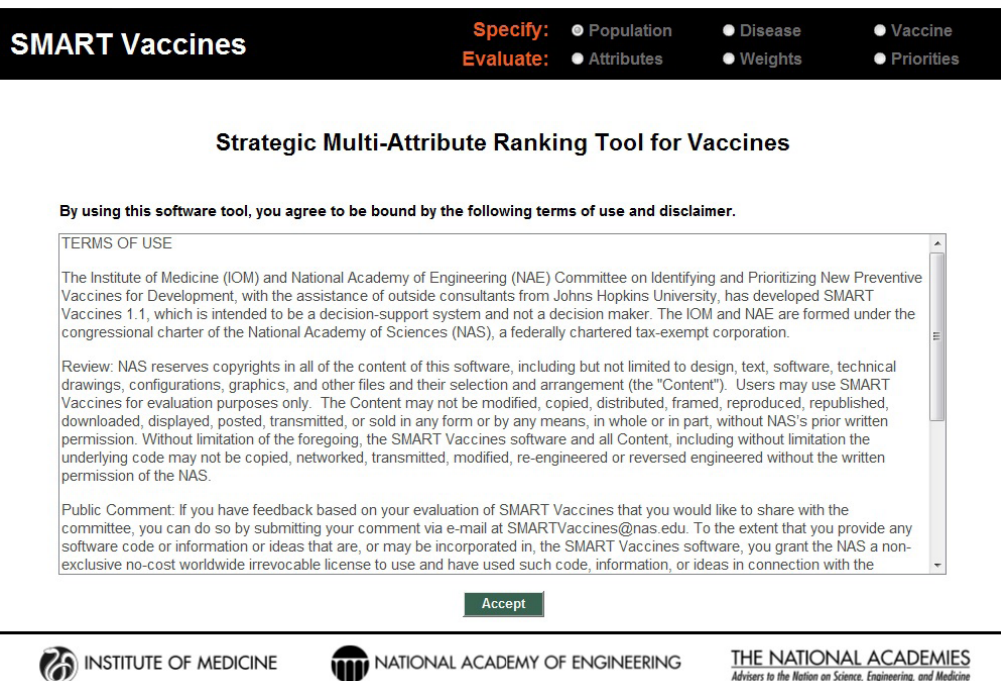 SMART Vaccines
Specify: Population Disease Vaccine
Evaluate: Attributes Weights Priorities
Strategic Multi-Attribute Ranking Tool for Vaccines
By using this software tool, you agree to be bound by the following terms of use and disclaimer.
TERMS OF USE
The Institute of Medicine (IOM) and National Academy of Engineering (NAE) Committee on Identifying and Prioritizing New Preventive
Vaccines for Development, with the assistance of outside consultants from Johns Hopkins University, has developed SMART
Vaccines 1.1, which is intended to be a decision-support system and not a decision maker. The IOM and NAE are formed under the
congressional charter of the National Academy of Sciences (NAS), a federally chartered tax-exempt corporation.
Review: NAS reserves copyrights in all of the content of this software, including but not limited to design, text, software, technical
drawings, configurations, graphics, and other files and their selection and arrangement (the "Content"). Users may use SMART
Vaccines for evaluation purposes only. The Content may not be modified, copied, distributed, framed, reproduced, republished,
downloaded, displayed, posted, transmitted, or sold in any form or by any means, in whole or in part, without NAS's prior written
permission. Without limitation of the foregoing, the SMART Vaccines software and all Content, including without limitation the
underlying code may not be copied, networked, transmitted, modified, re-engineered or reversed engineered without the written
permission of the NAS.
Public Comment: If you have feedback based on your evaluation of SMART Vaccines that you would like to share with the
committee, you can do so by submitting your comment via e-mail at SMARTVaccines@nas.edu. To the extent that you provide any
software code or information or ideas that are, or may be incorporated in, the SMART Vaccines software, you grant the NAS a non-
exclusive no-cost worldwide irrevocable license to use and have used such code, information, or ideas in connection with the
Accept
INSTITUTE OF MEDICINE
NATIONAL ACADEMY OF ENGINEERING
THE NATIONAL ACADEMIES
Advisers to the Nation on Science, Engineering, and Medicine